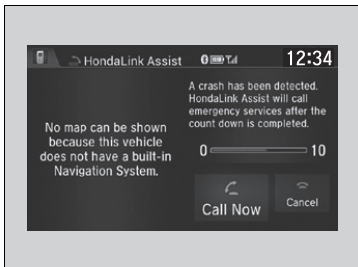 HondaLink Assist
12:34
No map can be shown
because this vehicle
does not have a built-in
Navigation System.
A crash has been detected.
HondaLink Assist will call
emergency services after the
count down is completed.
0 10
Call Now
Cancel